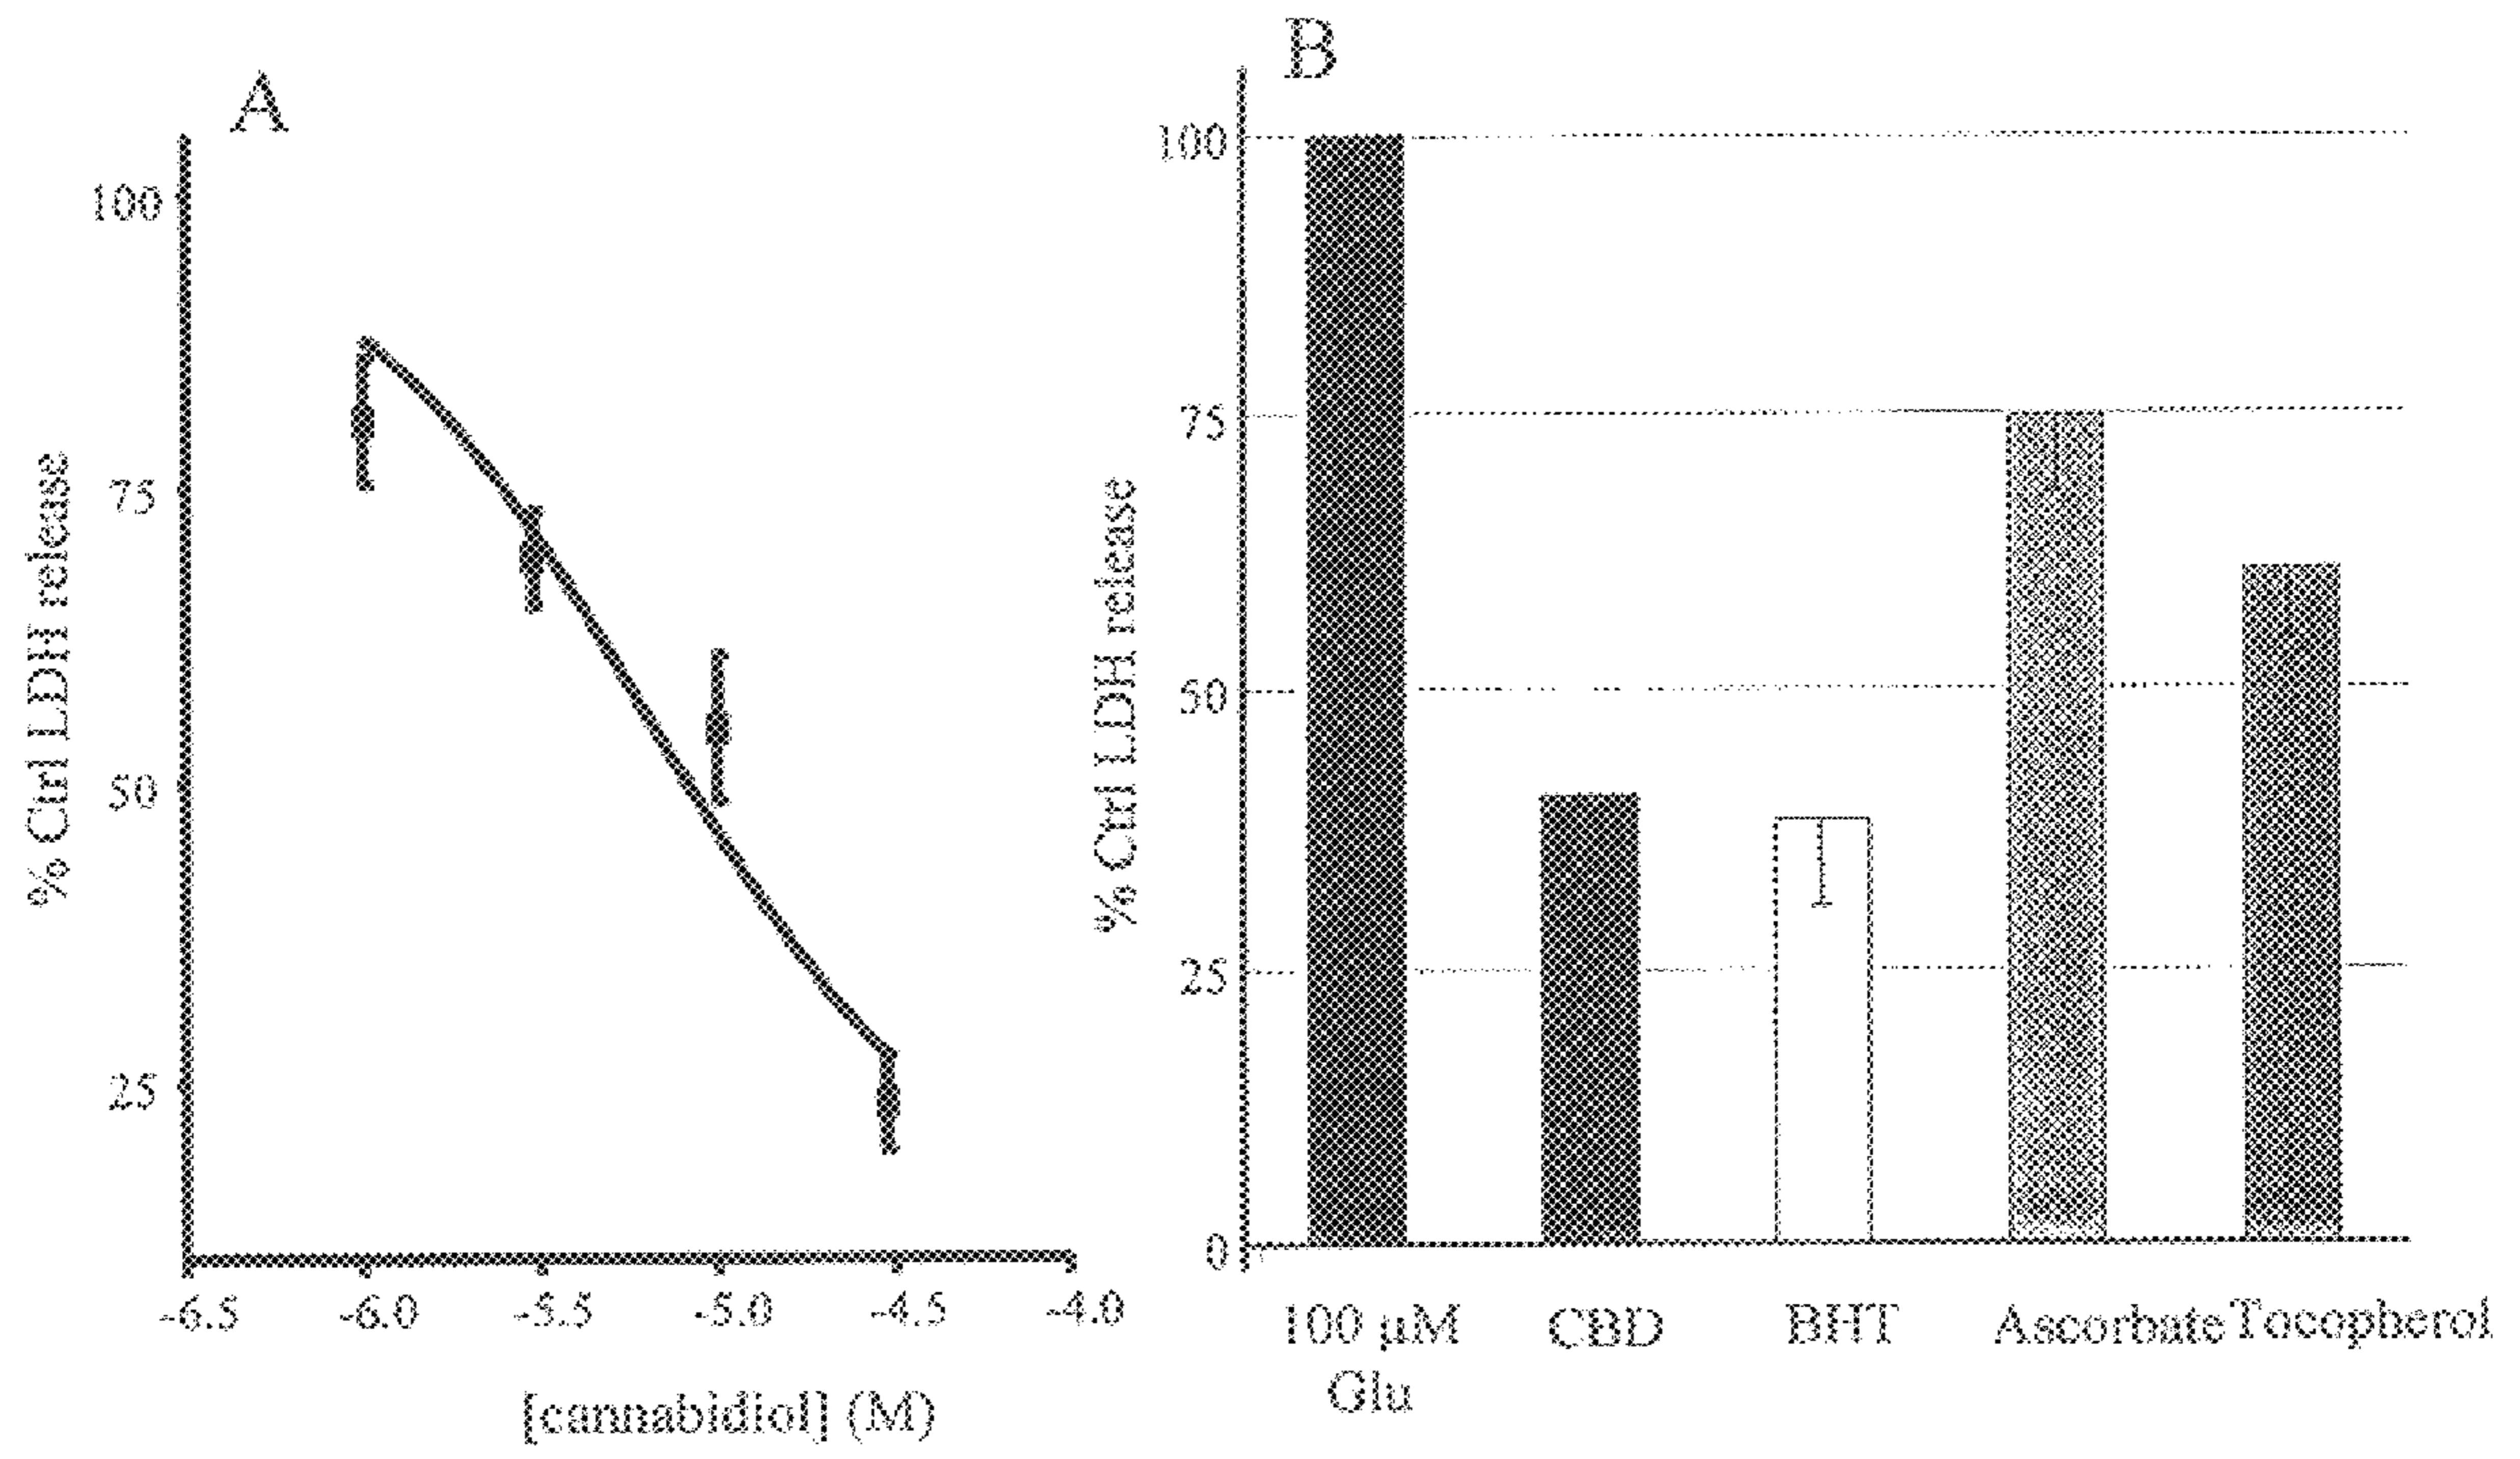 A
100
75
50
25
% Ctrl LDH release
-6.5 -6.0 -5.5 -5.0 -4.5 -4.0
[cannabidiol] (M)
B
100
75
50
25
0
% Ctrl LDH release
100 µM CBD BHT Ascorbate Tocopherol
Glu